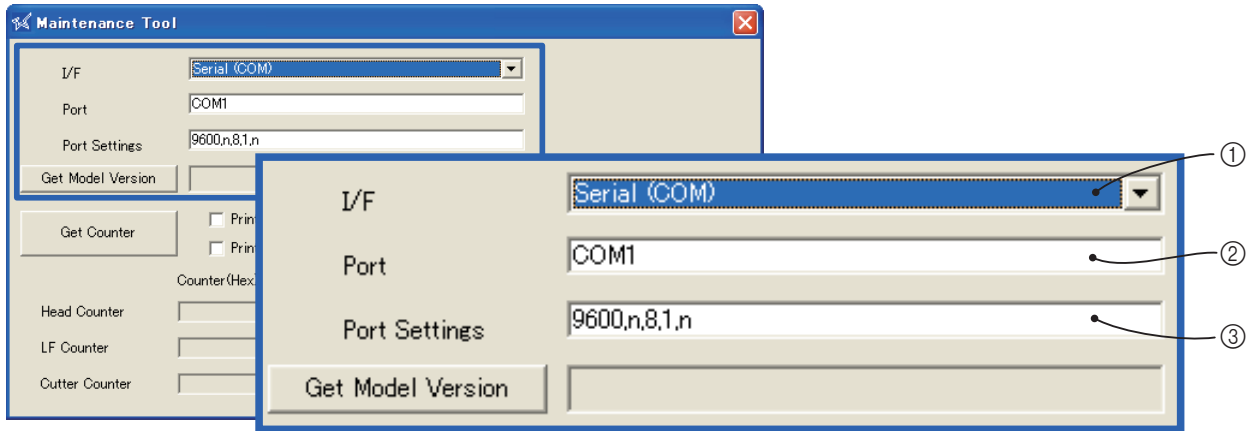 Maintenance Tool
I/F
Serial (COM)
Port
COM1
Port Settings
9600,n,8,1,n
Get Model Version
Get Counter
Prin
Prin
Counter(Hex
Head Counter
LF Counter
Cutter Counter
I/F
Serial (COM)
①
Port
COM1
②
Port Settings
9600,n,8,1,n
③
Get Model Version